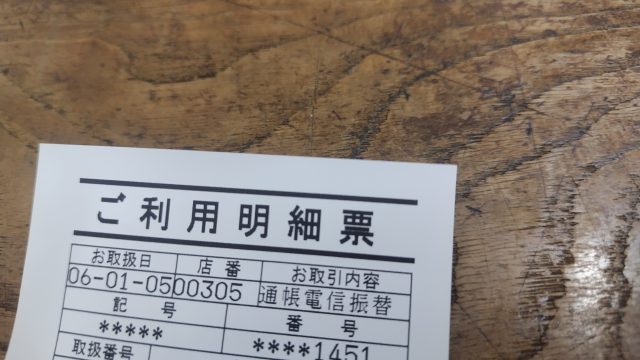 ご利用明細票
お取扱日 店番 お取引内容
06-01-05 00305 通帳電信振替
記号 番号
***** ****1451
取扱番号